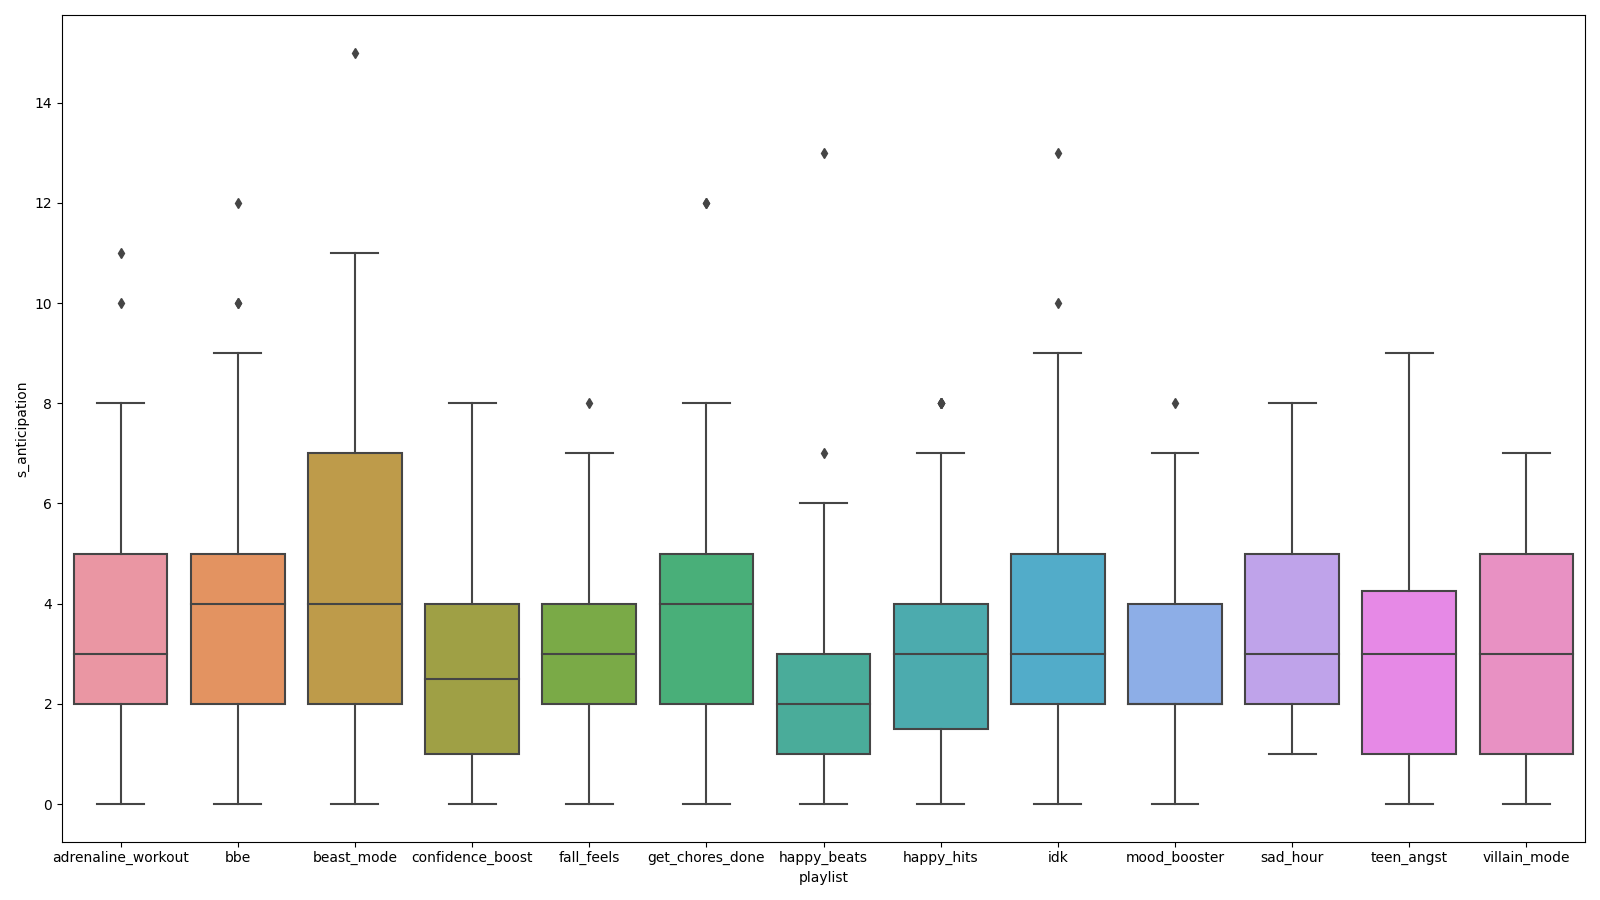 s_anticipation
14
12
10
8
6
4
2
0
adrenaline_workout bbe beast_mode confidence_boost fall_feels get_chores_done happy_beats happy_hits idk mood_booster sad_hour teen_angst villain_mode
playlist